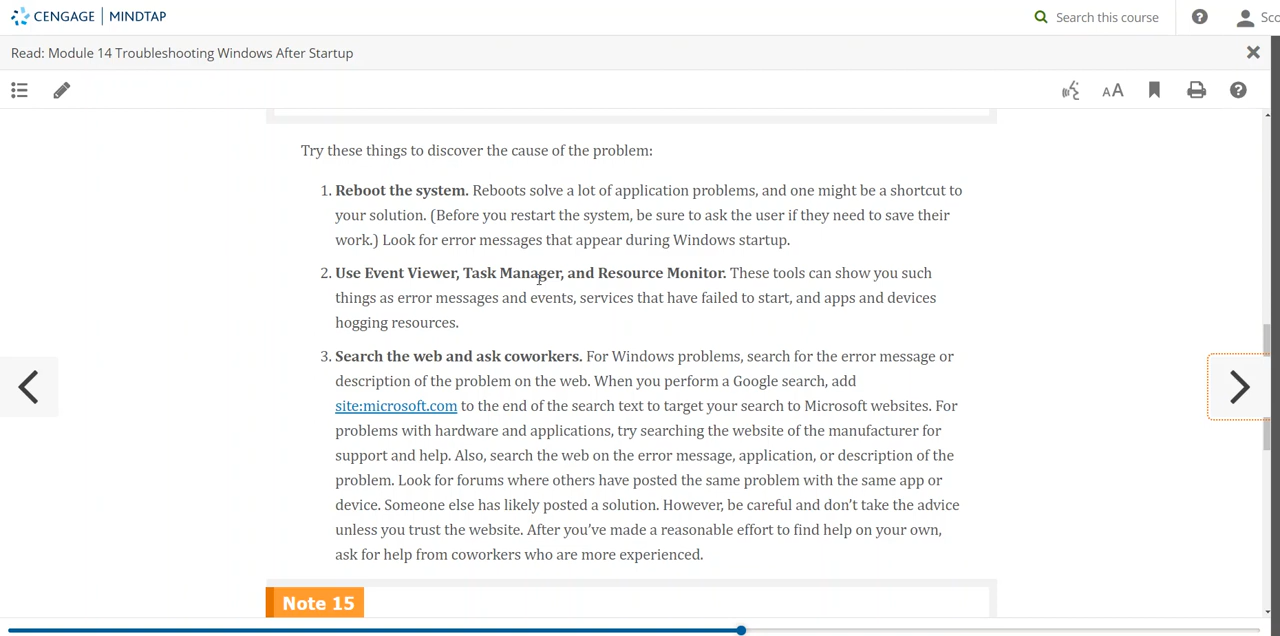 CENGAGE | MINDTAP
Search this course
Sco
Read: Module 14 Troubleshooting Windows After Startup
AA
Try these things to discover the cause of the problem:
1. Reboot the system. Reboots solve a lot of application problems, and one might be a shortcut to
your solution. (Before you restart the system, be sure to ask the user if they need to save their
work.) Look for error messages that appear during Windows startup.
2. Use Event Viewer, Task Manager, and Resource Monitor. These tools can show you such
things as error messages and events, services that have failed to start, and apps and devices
hogging resources.
3. Search the web and ask coworkers. For Windows problems, search for the error message or
description of the problem on the web. When you perform a Google search, add
site:microsoft.com to the end of the search text to target your search to Microsoft websites. For
problems with hardware and applications, try searching the website of the manufacturer for
support and help. Also, search the web on the error message, application, or description of the
problem. Look for forums where others have posted the same problem with the same app or
device. Someone else has likely posted a solution. However, be careful and don’t take the advice
unless you trust the website. After you’ve made a reasonable effort to find help on your own,
ask for help from coworkers who are more experienced.
Note 15